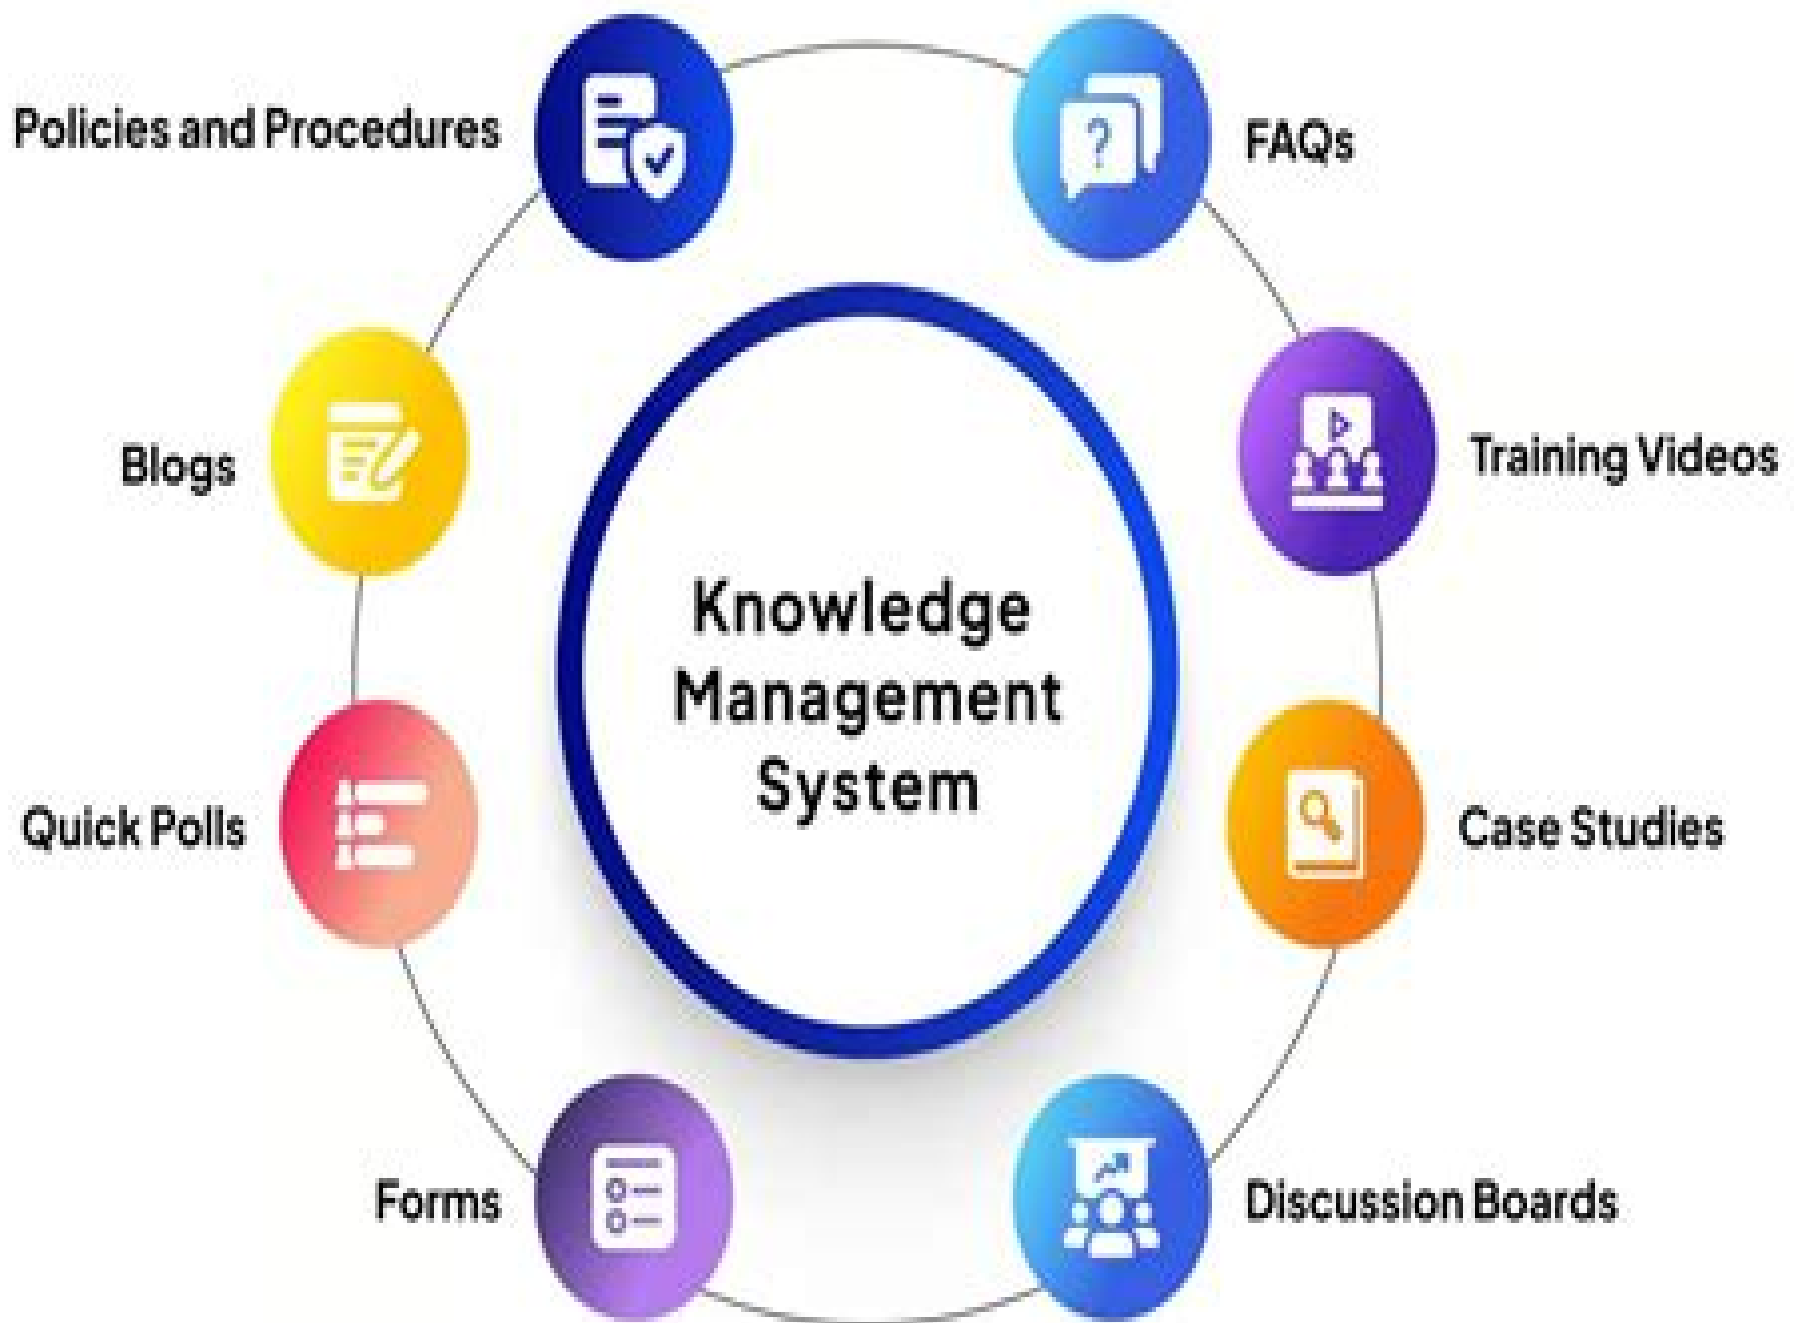 Policies and Procedures
FAQs
?
Blogs
Training Videos
Knowledge
Management
System
Quick Polls
Case Studies
Forms
Discussion Boards